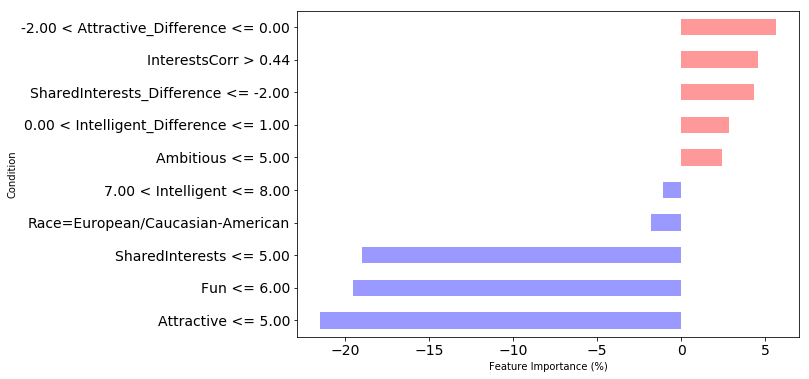 -2.00 < Attractive_Difference <= 0.00
InterestsCorr > 0.44
SharedInterests_Difference <= -2.00
0.00 < Intelligent_Difference <= 1.00
Ambitious <= 5.00
7.00 < Intelligent <= 8.00
Race=European/Caucasian-American
SharedInterests <= 5.00
Fun <= 6.00
Attractive <= 5.00
Condition
−20 −15 −10 −5 0 5
Feature Importance (%)